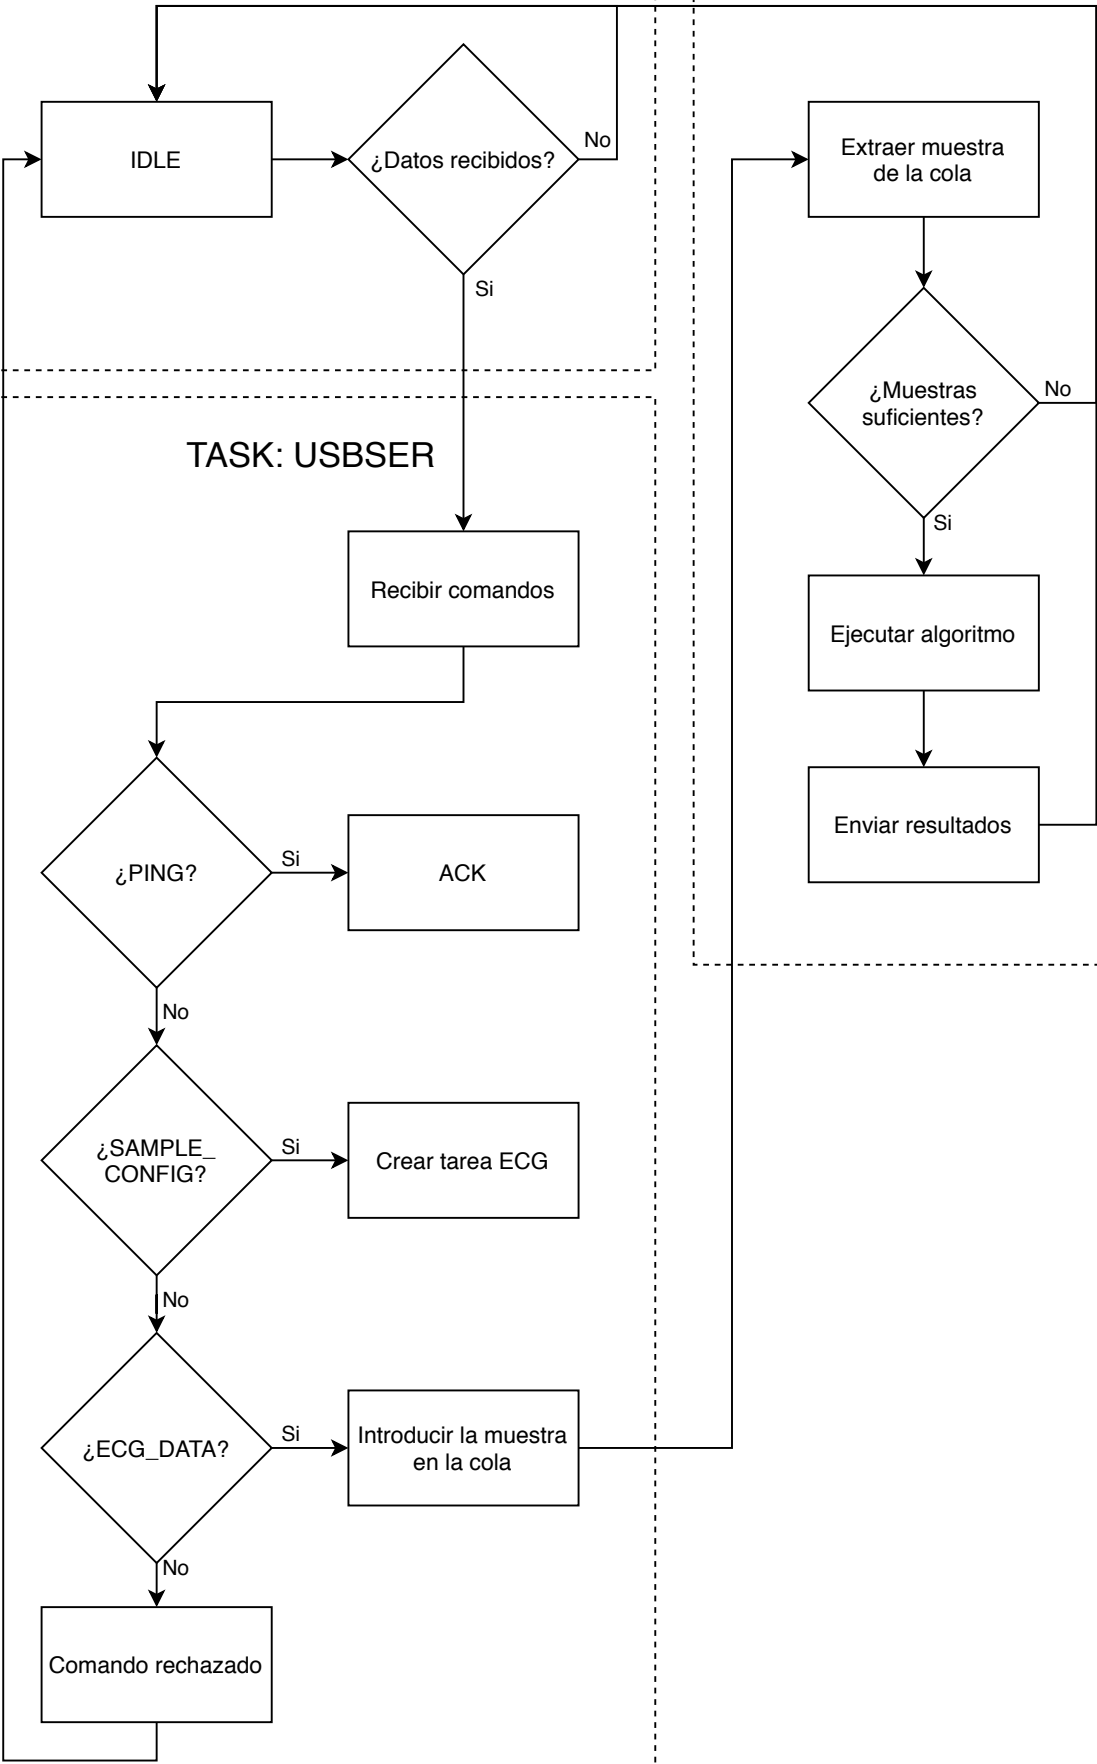 IDLE
¿Datos recibidos?
No
Si
TASK: USBSER
Recibir comandos
¿PING?
Si
ACK
No
¿SAMPLE_
CONFIG?
Si
Crear tarea ECG
No
¿ECG_DATA?
Si
Introducir la muestra
en la cola
No
Comando rechazado
Extraer muestra
de la cola
¿Muestras
suficientes?
No
Si
Ejecutar algoritmo
Enviar resultados